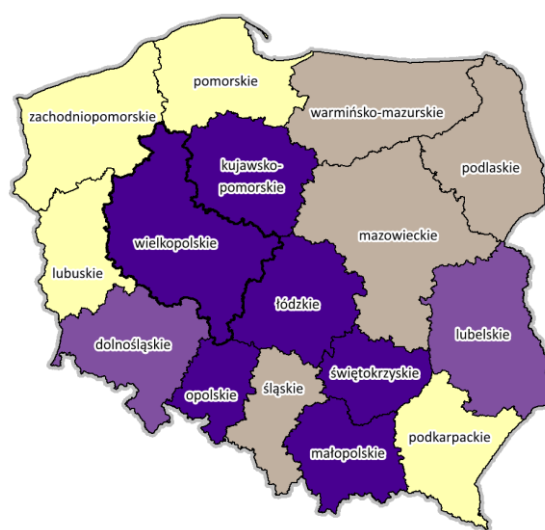 pomorskie
zachodniopomorskie
warmińsko-mazurskie
kujawsko-
pomorskie
podlaskie
wielkopolskie
mazowieckie
lubuskie
łódzkie
lubelskie
dolnośląskie
świętokrzyskie
opolskie
śląskie
podkarpackie
małopolskie